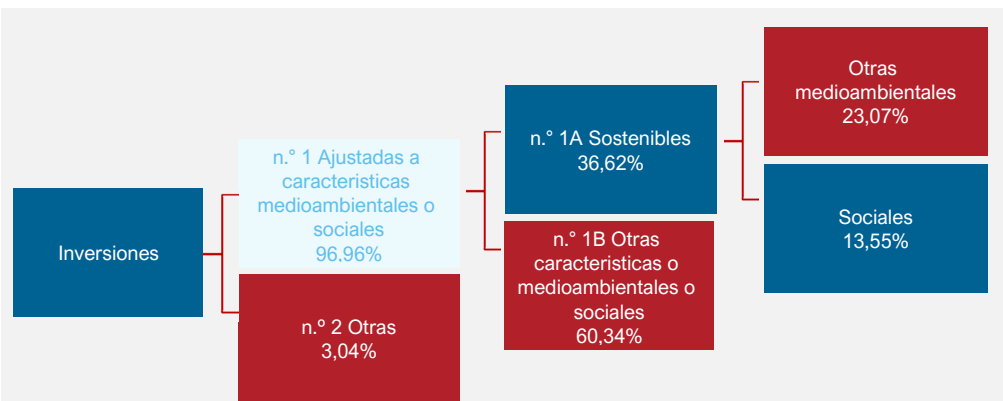 Inversiones
n.° 1 Ajustadas a
caracteristicas
medioambientales o
sociales
96,96%
n.º 2 Otras
3,04%
n.° 1A Sostenibles
36,62%
n.° 1B Otras
caracteristicas o
medioambientales o
sociales
60,34%
Otras
medioambientales
23,07%
Sociales
13,55%